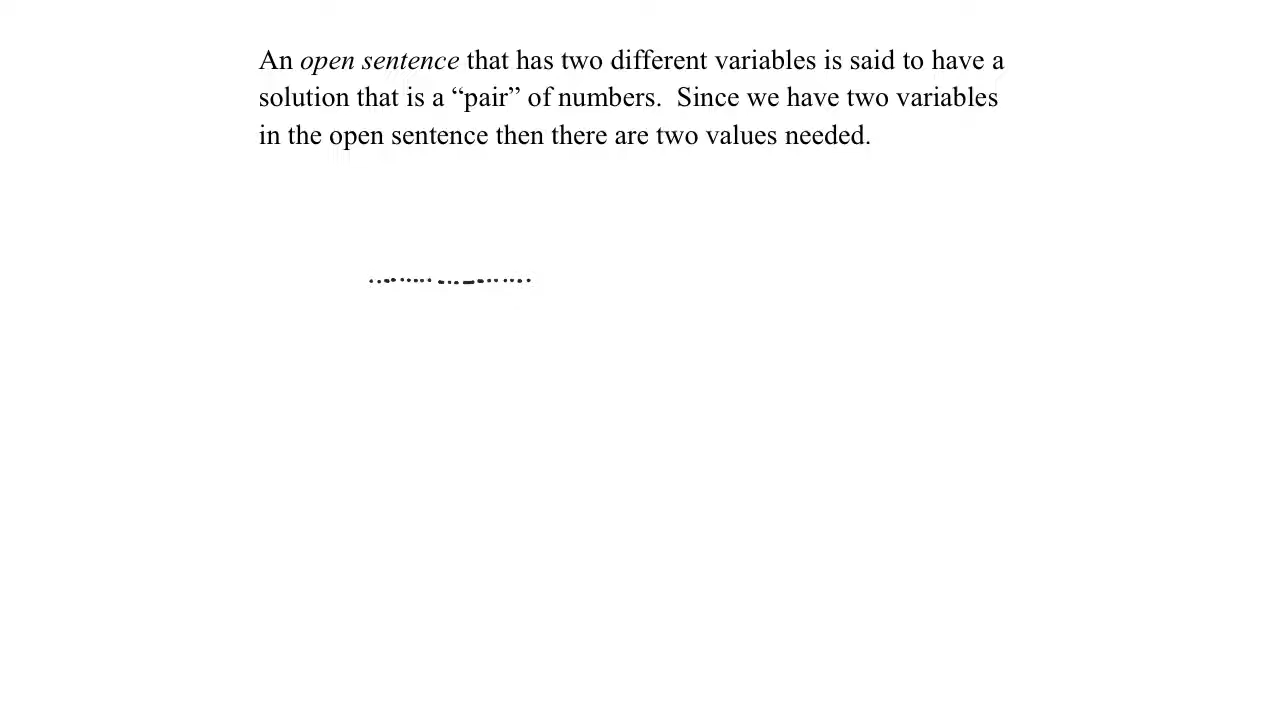 An open sentence that has two different variables is said to have a
solution that is a “pair” of numbers.  Since we have two variables
in the open sentence then there are two values needed.